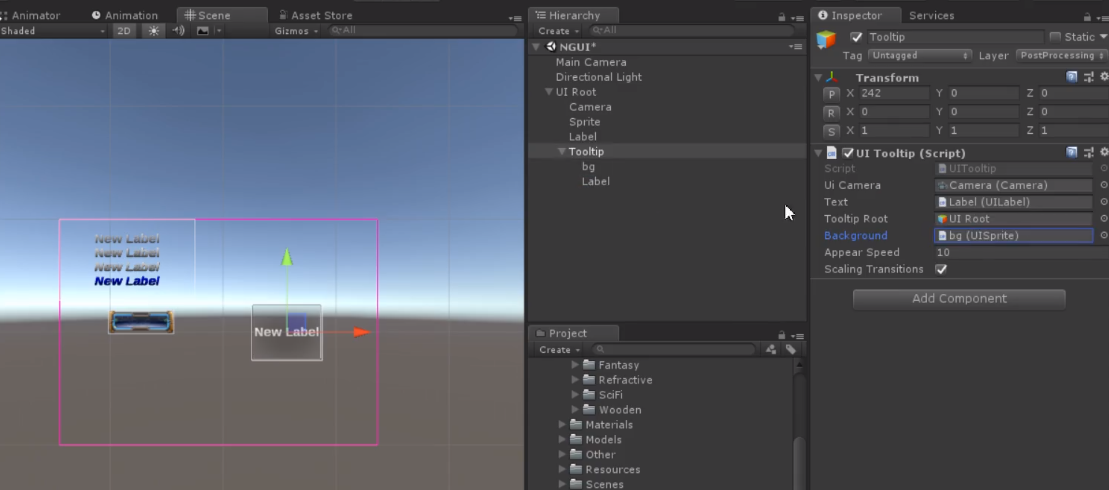 Animator Animation Scene Asset Store
Shaded 2D Gizmos All
New Label
New Label
New Label
New Label
New Label
Hierarchy
Create All
NGUI*
Main Camera
Directional Light
UI Root
Camera
Sprite
Label
Tooltip
bg
Label
Project
Create
Fantasy
Refractive
SciFi
Wooden
Materials
Models
Other
Resources
Scenes
Inspector Services
Tooltip Static
Tag Untagged Layer PostProcessing
Transform
P X 242 Y 0 Z 0
R X 0 Y 0 Z 0
S X 1 Y 1 Z 1
UI Tooltip (Script)
Script UITooltip
Ui Camera Camera (Camera)
Text Label (UILabel)
Tooltip Root UI Root
Background bg (UISprite)
Appear Speed 10
Scaling Transitions
Add Component